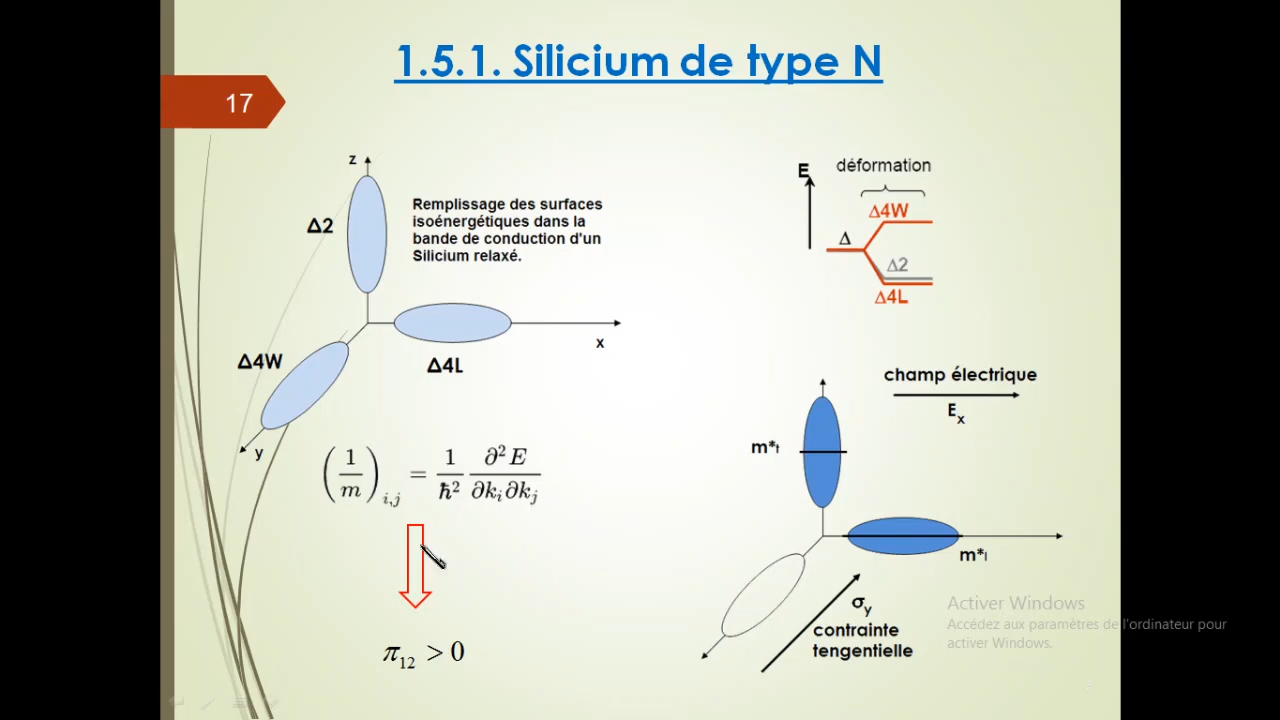 1.5.1. Silicium de type N
17
z
Δ2
Remplissage des surfaces
isoénergétiques dans la
bande de conduction d'un
Silicium relaxé.
x
Δ4W
Δ4L
y
(1/m)i,j = 1/ħ² ∂²E/∂ki∂kj
π12 > 0
E
déformation
Δ4W
Δ
Δ2
Δ4L
champ électrique
Ex
m*t
m*l
σy
contrainte
tengentielle
Activer Windows
Accédez aux paramètres de l'ordinateur pour
activer Windows.